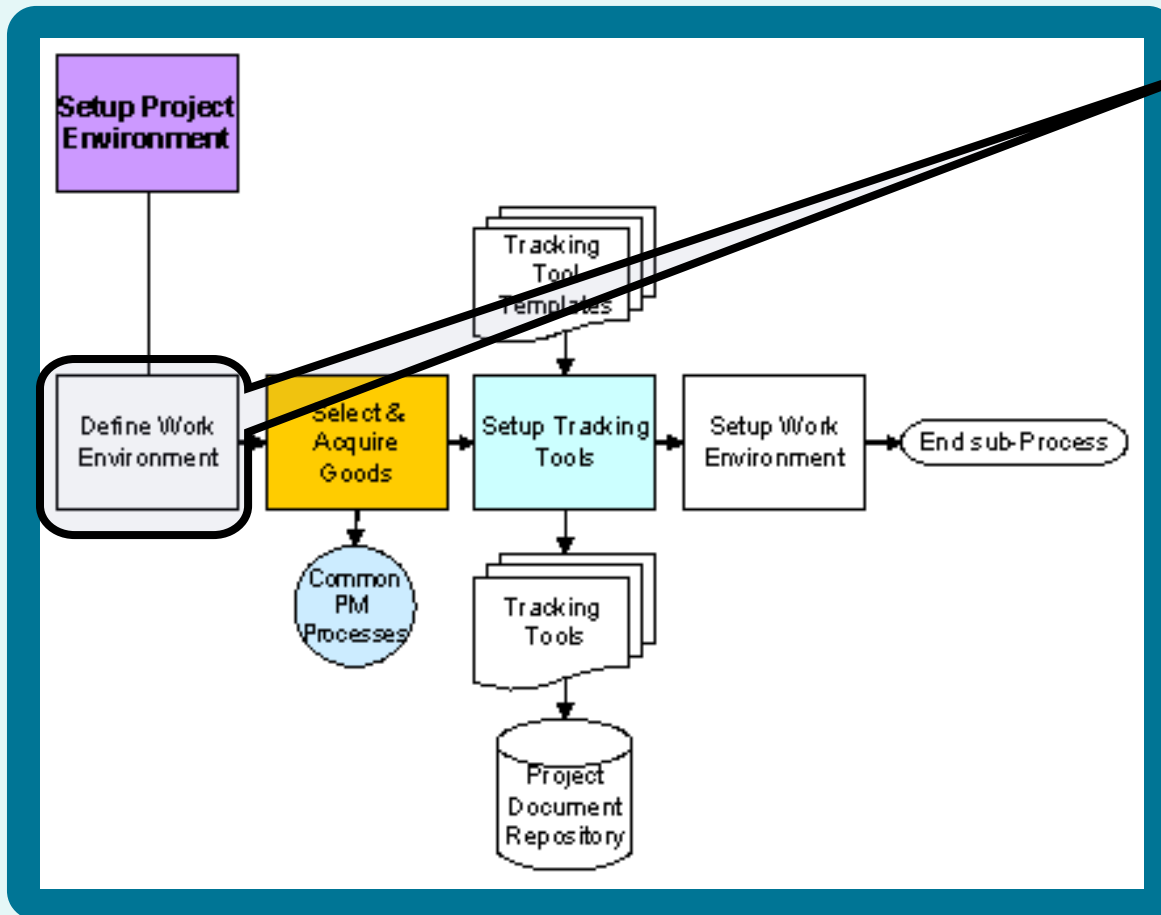 Setup Project
Environment
Tracking
Tool
Templates
Define Work
Environment
Select &
Acquire
Goods
Setup Tracking
Tools
Setup Work
Environment
End sub-Process
Common
PM
Processes
Tracking
Tools
Project
Document
Repository